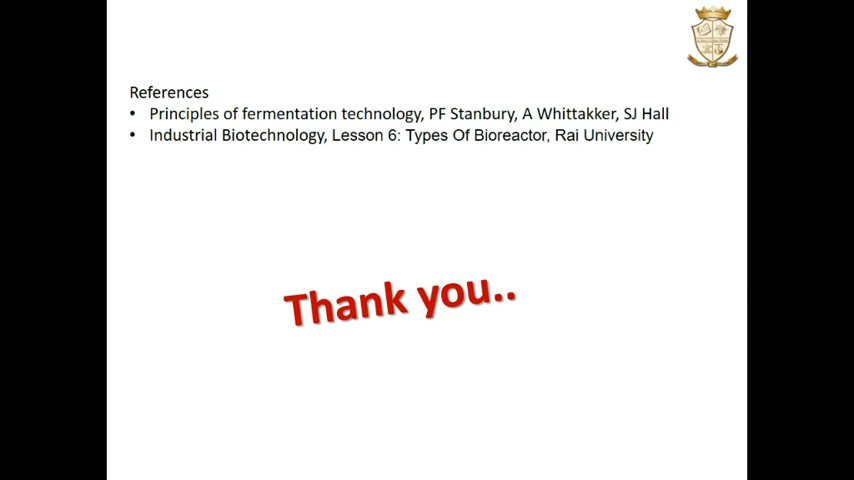 References
• Principles of fermentation technology, PF Stanbury, A Whittakker, SJ Hall
• Industrial Biotechnology, Lesson 6: Types Of Bioreactor, Rai University
Thank you..